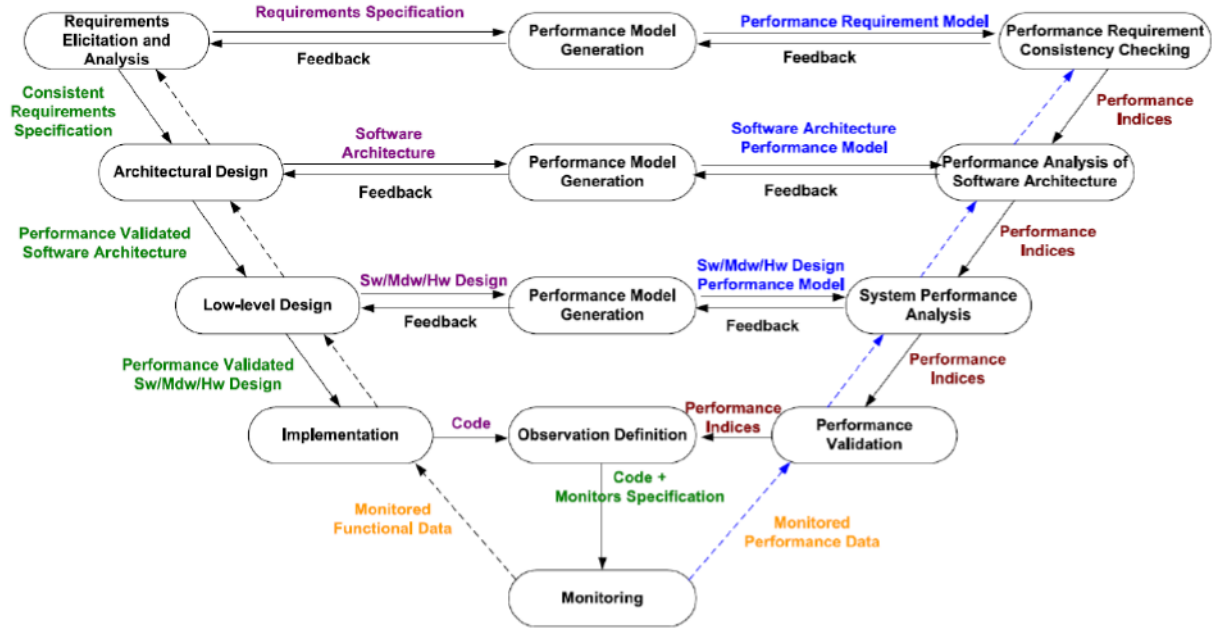 Requirements
Elicitation and
Analysis
Requirements Specification
Feedback
Performance Model
Generation
Performance Requirement Model
Feedback
Performance Requirement
Consistency Checking
Consistent
Requirements
Specification
Performance
Indices
Architectural Design
Software
Architecture
Feedback
Performance Model
Generation
Software Architecture
Performance Model
Feedback
Performance Analysis of
Software Architecture
Performance Validated
Software Architecture
Performance
Indices
Low-level Design
Sw/Mdw/Hw Design
Feedback
Performance Model
Generation
Sw/Mdw/Hw Design
Performance Model
Feedback
System Performance
Analysis
Performance Validated
Sw/Mdw/Hw Design
Performance
Indices
Implementation
Code
Observation Definition
Performance
Indices
Performance
Validation
Code +
Monitors Specification
Monitored
Functional Data
Monitored
Performance Data
Monitoring